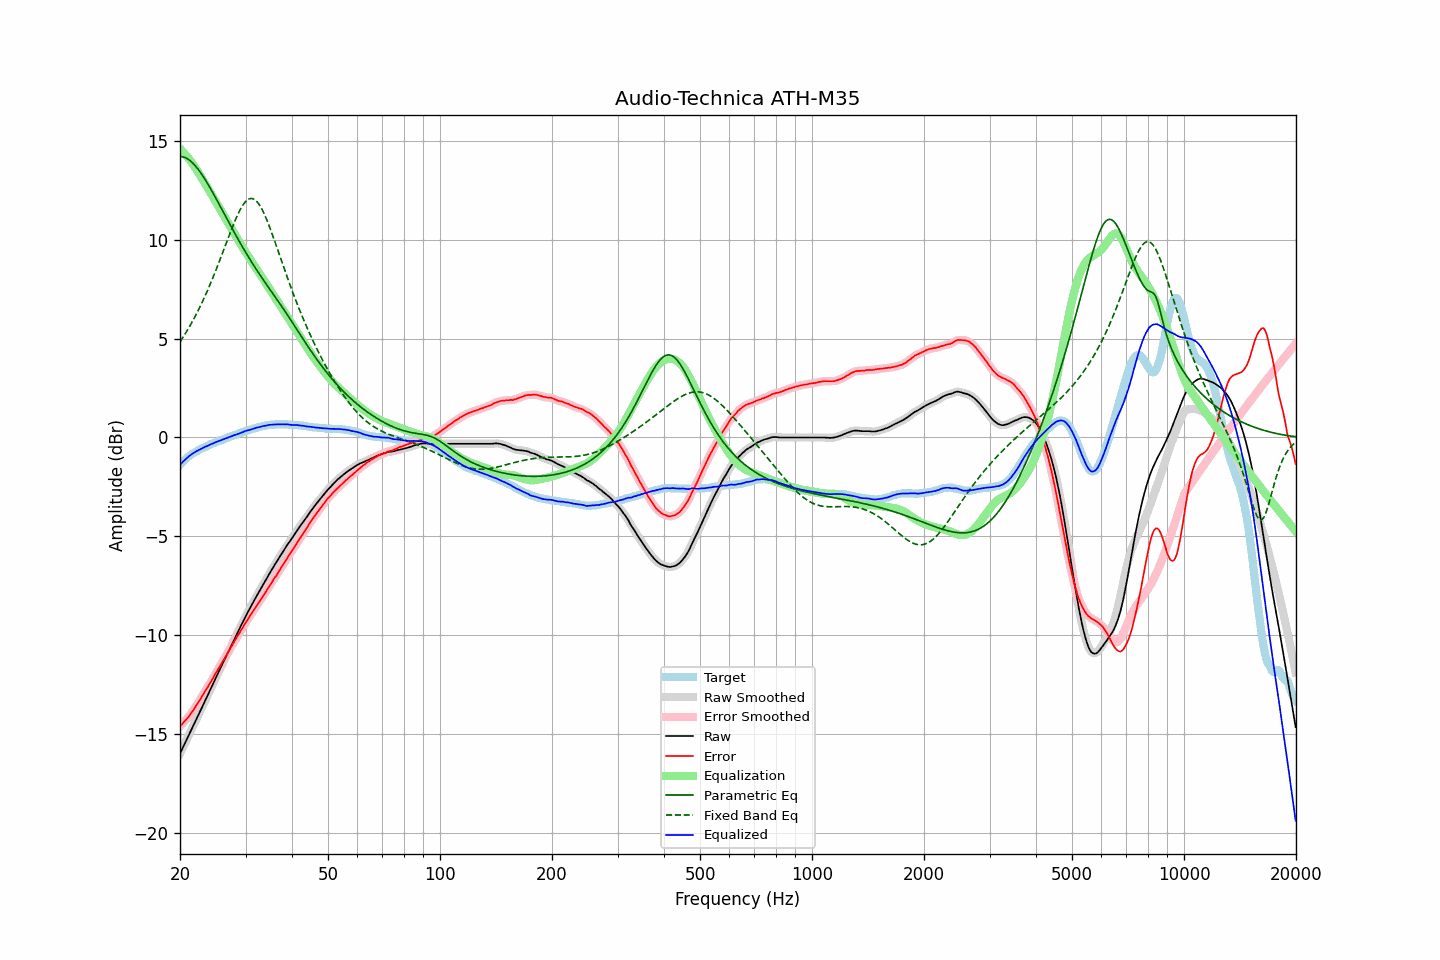 Audio-Technica ATH-M35
Amplitude (dBr)
15
10
5
0
−5
−10
−15
−20
Target
Raw Smoothed
Error Smoothed
Raw
Error
Equalization
Parametric Eq
Fixed Band Eq
Equalized
20
50
100
200
500
1000
2000
5000
10000
20000
Frequency (Hz)